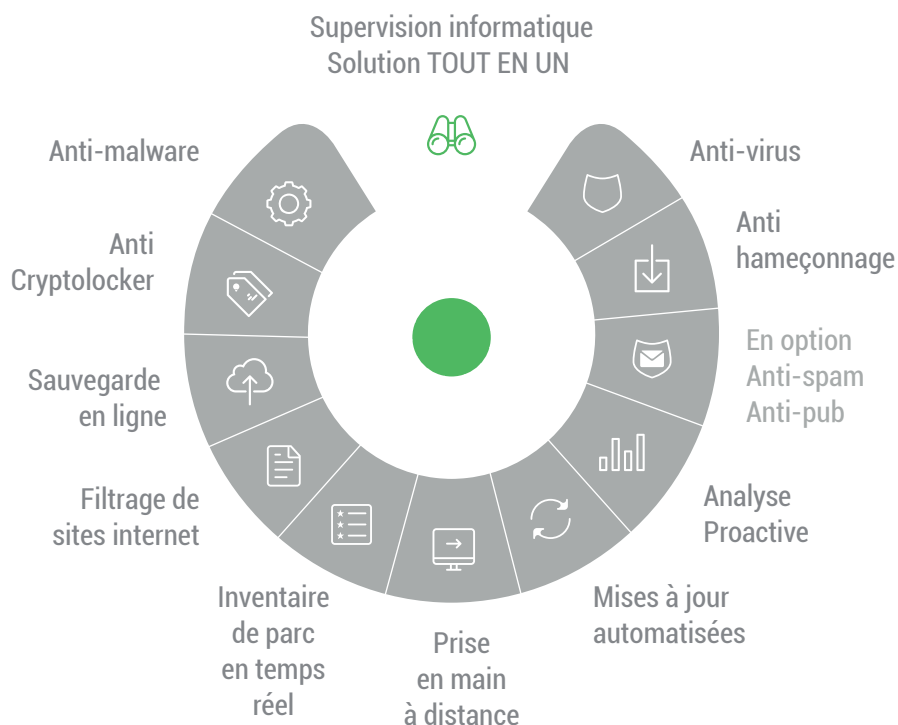 Supervision informatique
Solution TOUT EN UN
Anti-malware
Anti-virus
Anti
Cryptolocker
Anti
hameçonnage
Sauvegarde
en ligne
En option
Anti-spam
Anti-pub
Filtrage de
sites internet
Analyse
Proactive
Inventaire
de parc
en temps
réel
Prise
en main
à distance
Mises à jour
automatisées